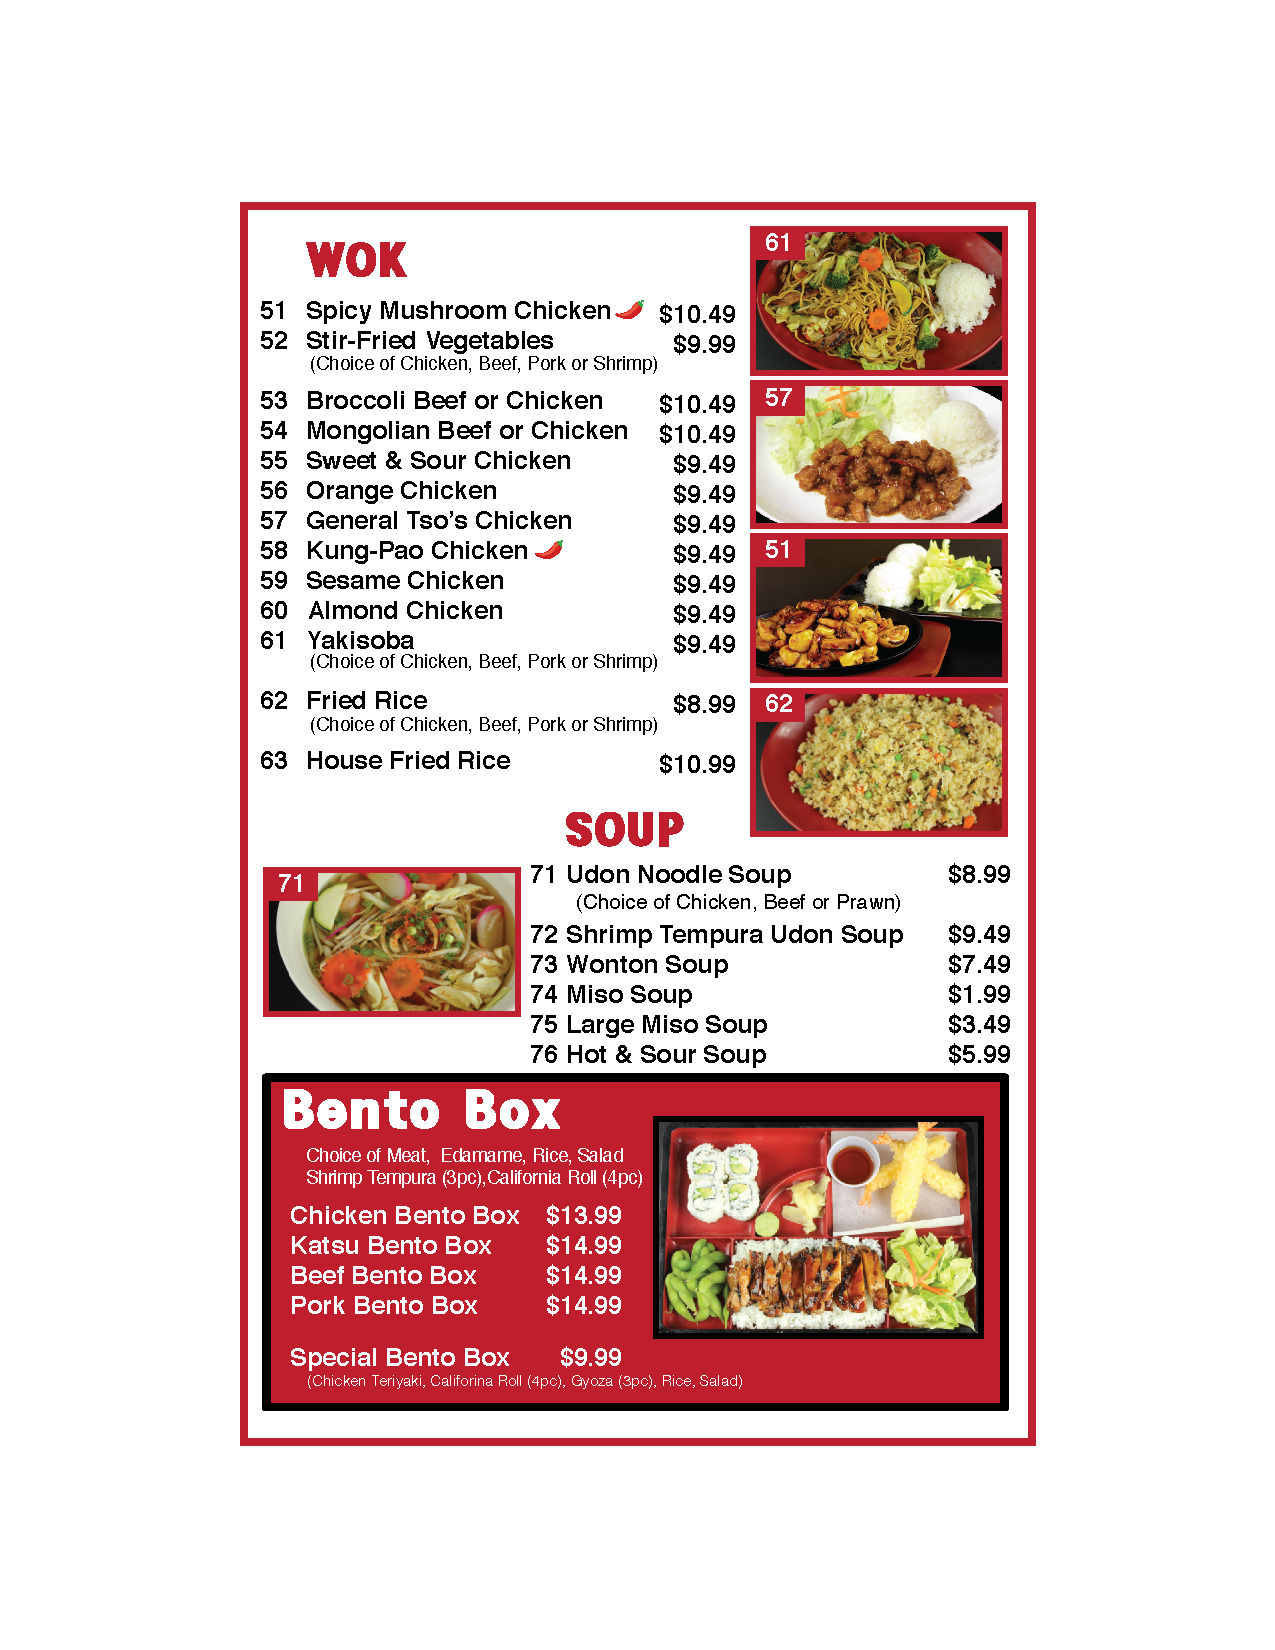 WOK
51 Spicy Mushroom Chicken $10.49
52 Stir-Fried Vegetables $9.99
(Choice of Chicken, Beef, Pork or Shrimp)
53 Broccoli Beef or Chicken $10.49
54 Mongolian Beef or Chicken $10.49
55 Sweet & Sour Chicken $9.49
56 Orange Chicken $9.49
57 General Tso’s Chicken $9.49
58 Kung-Pao Chicken $9.49
59 Sesame Chicken $9.49
60 Almond Chicken $9.49
61 Yakisoba $9.49
(Choice of Chicken, Beef, Pork or Shrimp)
62 Fried Rice $8.99
(Choice of Chicken, Beef, Pork or Shrimp)
63 House Fried Rice $10.99
61
57
51
62
SOUP
71
71 Udon Noodle Soup $8.99
(Choice of Chicken, Beef or Prawn)
72 Shrimp Tempura Udon Soup $9.49
73 Wonton Soup $7.49
74 Miso Soup $1.99
75 Large Miso Soup $3.49
76 Hot & Sour Soup $5.99
Bento Box
Choice of Meat, Edamame, Rice, Salad
Shrimp Tempura (3pc),California Roll (4pc)
Chicken Bento Box $13.99
Katsu Bento Box $14.99
Beef Bento Box $14.99
Pork Bento Box $14.99
Special Bento Box $9.99
(Chicken Teriyaki, Califorina Roll (4pc), Gyoza (3pc), Rice, Salad)